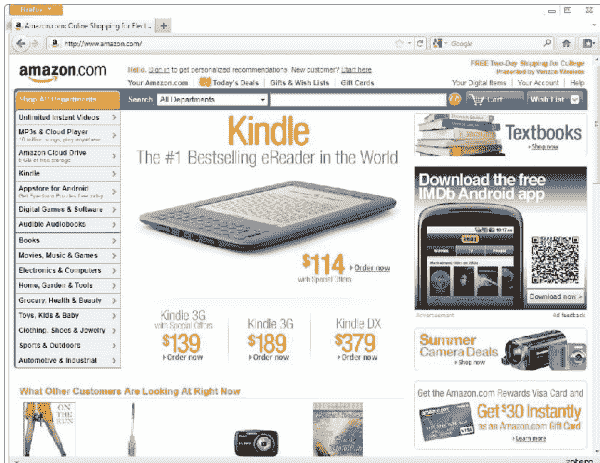 Firefox
Amazon.com: Online Shopping for Elect...
http://www.amazon.com/
Google
amazon.com
Hello. Sign in to get personalized recommendations. New customer? Start here.
FREE Two-Day Shipping for College
Your Amazon.com
Today's Deals
Gifts & Wish Lists
Gift Cards
Your Digital Items
Your Account
Help
Shop All Departments
Search
All Departments
Cart
Wish List
Unlimited Instant Videos
MP3s & Cloud Player
Amazon Cloud Drive
Kindle
Appstore for Android
Digital Games & Software
Audible Audiobooks
Books
Movies, Music & Games
Electronics & Computers
Home, Garden & Tools
Grocery, Health & Beauty
Toys, Kids & Baby
Clothing, Shoes & Jewelry
Sports & Outdoors
Automotive & Industrial
Kindle
The #1 Bestselling eReader in the World
$114
Order now
with Special Offers
Kindle 3G
with Special Offers
$139
Order now
Kindle 3G
$189
Order now
Kindle DX
$379
Order now
Textbooks
Shop now
Download the free
IMDb Android
app
Download now
Advertisement
Ad feedback
Summer
Camera Deals
Shop now
Get the Amazon.com Rewards Visa Card and
Get $30 Instantly
as an Amazon.com Gift Card
Learn more
What Other Customers Are Looking At Right Now
ON
THE
RUN
zotero